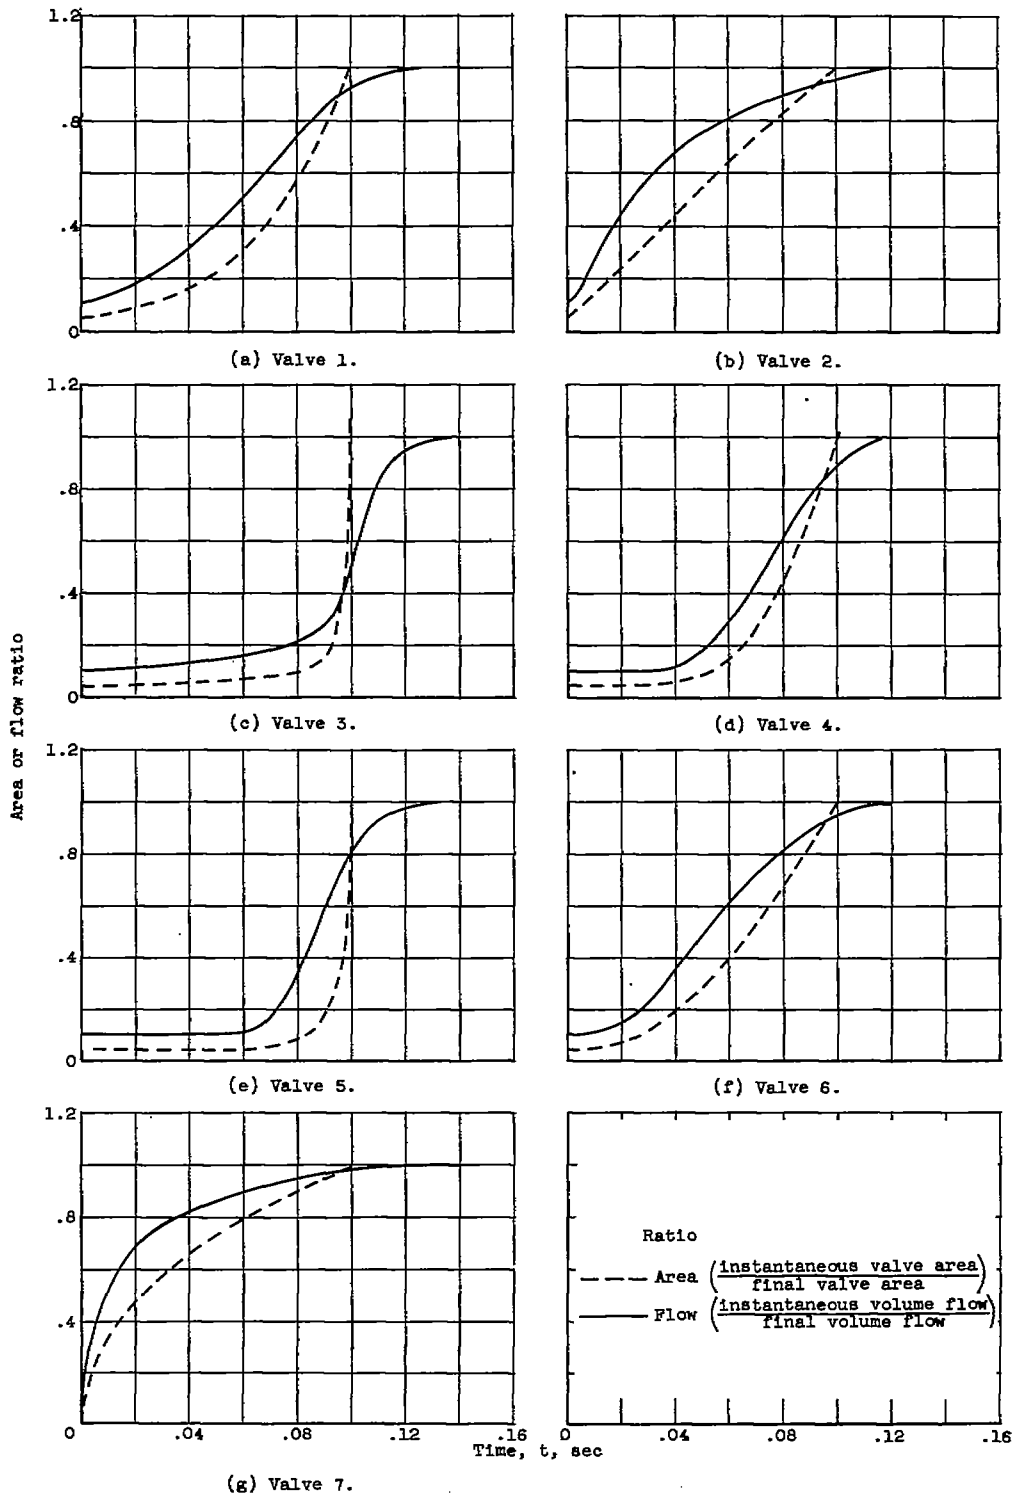 1.2
.8
.4
0
(a) Valve 1.
(b) Valve 2.
1.2
.8
.4
0
(c) Valve 3.
(d) Valve 4.
Area or flow ratio
1.2
.8
.4
0
(e) Valve 5.
(f) Valve 6.
1.2
.8
.4
0
Ratio
Area (instantaneous valve area
final valve area)
Flow (instantaneous volume flow
final volume flow)
0 .04 .08 .12 .16 0 .04 .08 .12 .16
Time, t, sec
(g) Valve 7.